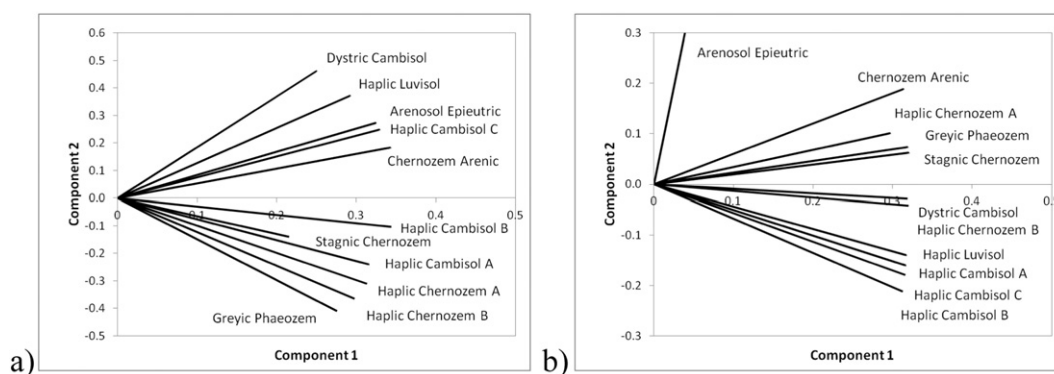 a)
0.6
0.5
0.4
0.3
0.2
0.1
0.0
-0.1
-0.2
-0.3
-0.4
-0.5
0
0.1
0.2
0.3
0.4
0.5
Component 2
Component 1
Dystric Cambisol
Haplic Luvisol
Arenosol Epieutric
Haplic Cambisol C
Chernozem Arenic
Haplic Cambisol B
Stagnic Chernozem
Haplic Cambisol A
Haplic Chernozem A
Greyic Phaeozem
Haplic Chernozem B
b)
0.3
0.2
0.1
0.0
-0.1
-0.2
-0.3
0
0.1
0.2
0.3
0.4
0.5
Component 2
Component 1
Arenosol Epieutric
Chernozem Arenic
Haplic Chernozem A
Greyic Phaeozem
Stagnic Chernozem
Dystric Cambisol
Haplic Chernozem B
Haplic Luvisol
Haplic Cambisol A
Haplic Cambisol C
Haplic Cambisol B